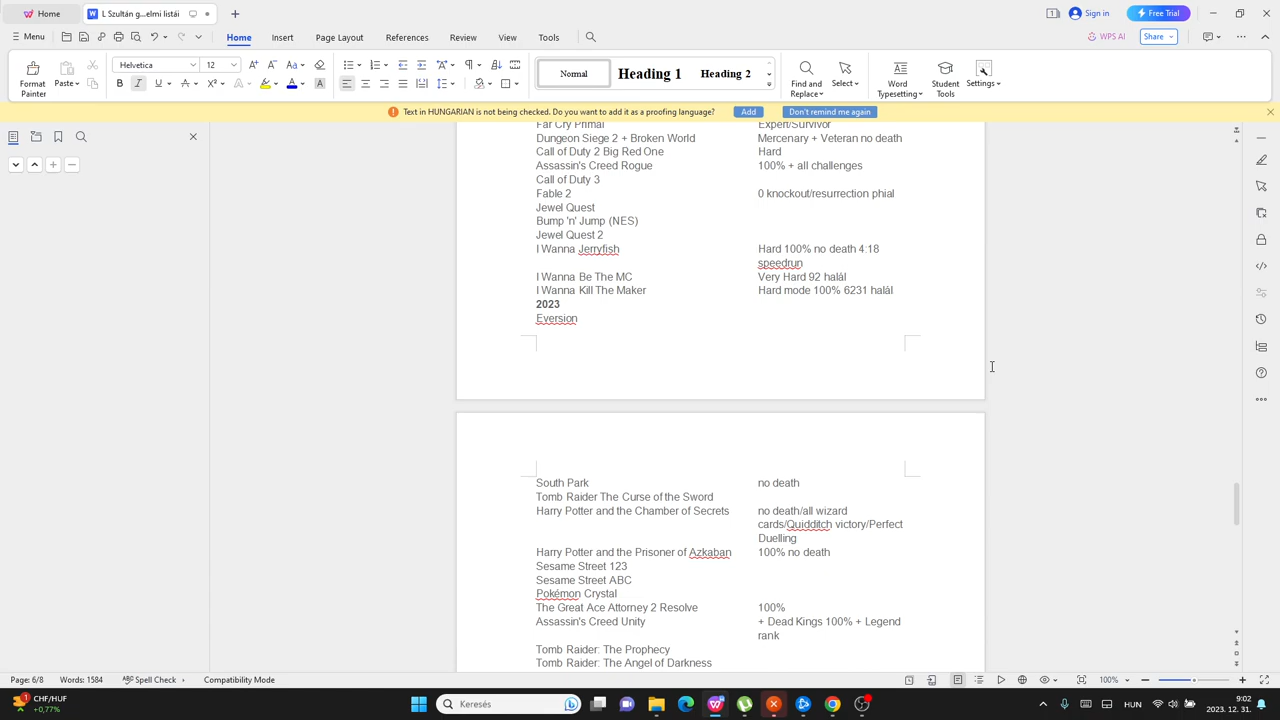 Home
L Szultán g...elmi listái
Sign in
Free Trial
Menu
Home
Insert
Page Layout
References
Review
View
Tools
WPS AI
Share
Format Painter
Paste
Helvetica
12
Normal
Heading 1
Heading 2
Find and Replace
Select
Word Typesetting
Student Tools
Settings
Text in HUNGARIAN is not being checked. Do you want to add it as a proofing language?
Add
Don't remind me again
Far Cry Primal Expert/Survivor
Dungeon Siege 2 + Broken World Mercenary + Veteran no death
Call of Duty 2 Big Red One Hard
Assassin's Creed Rogue 100% + all challenges
Call of Duty 3
Fable 2 0 knockout/resurrection phial
Jewel Quest
Bump 'n' Jump (NES)
Jewel Quest 2
I Wanna Jerryfish Hard 100% no death 4:18
speedrun
I Wanna Be The MC Very Hard 92 halál
I Wanna Kill The Maker Hard mode 100% 6231 halál
2023
Eversion
South Park no death
Tomb Raider The Curse of the Sword
Harry Potter and the Chamber of Secrets no death/all wizard
cards/Quidditch victory/Perfect
Duelling
Harry Potter and the Prisoner of Azkaban 100% no death
Sesame Street 123
Sesame Street ABC
Pokémon Crystal
The Great Ace Attorney 2 Resolve 100%
Assassin's Creed Unity + Dead Kings 100% + Legend
rank
Tomb Raider: The Prophecy
Tomb Raider: The Angel of Darkness
Page: 6/8
Words: 1584
Spell Check
Compatibility Mode
100%
CHF/HUF
+0,77%
Keresés
HUN
9:02
2023. 12. 31.